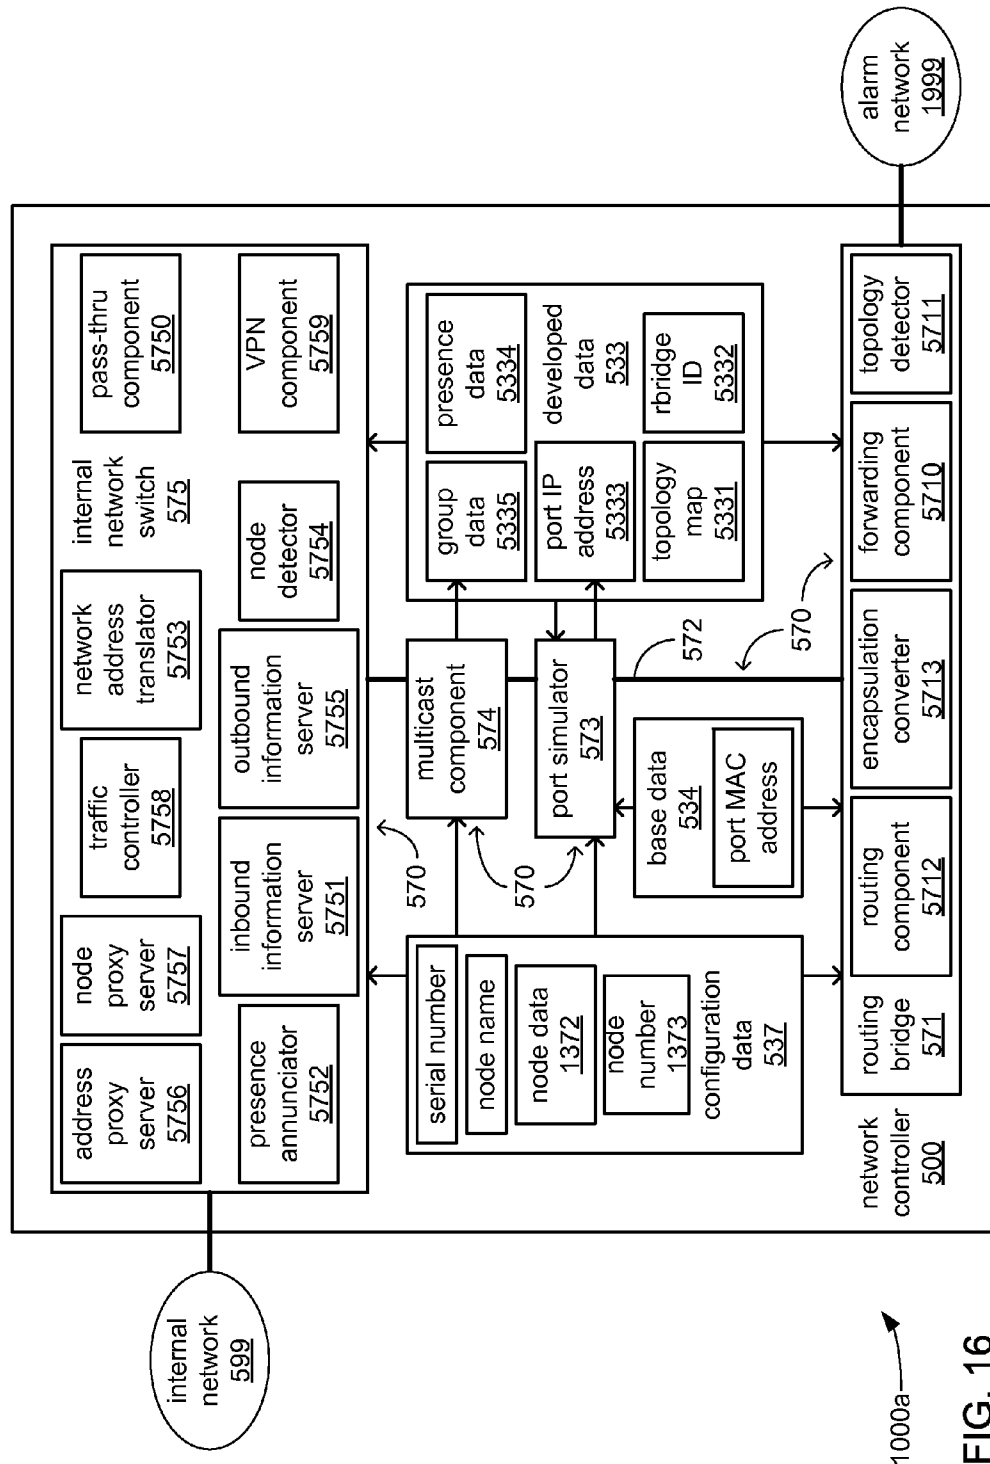 internal
network
599
address
proxy
server
5756
node
proxy
server
5757
traffic
controller
5758
network
address
translator
5753
internal
network
switch
575
pass-thru
component
5750
presence
annunciator
5752
inbound
information
server
5751
outbound
information
server
5755
node
detector
5754
VPN
component
5759
570
serial number
node name
node data
1372
node
number
1373
configuration
data
537
multicast
component
574
570
port simulator
573
base data
534
port MAC
address
572
570
group
data
5335
presence
data
5334
port IP
address
5333
developed
data
533
topology
map
5331
rbridge
ID
5332
network
controller
500
routing
bridge
571
routing
component
5712
encapsulation
converter
5713
forwarding
component
5710
topology
detector
5711
alarm
network
1999
1000a
FIG. 16